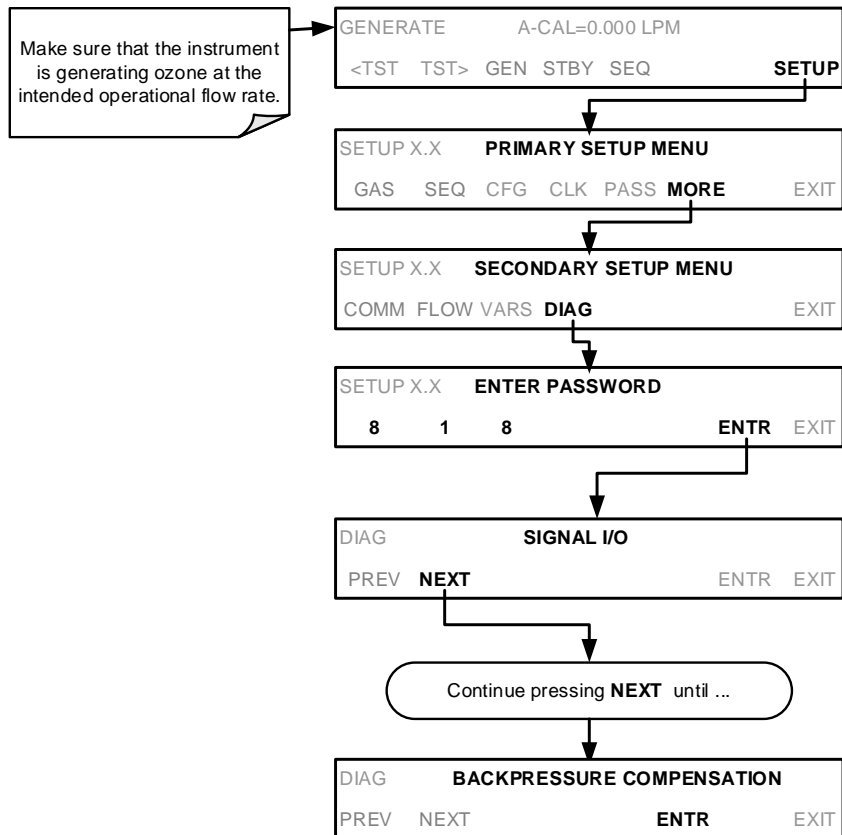 Make sure that the instrument
is generating ozone at the
intended operational flow rate.
GENERATE A-CAL=0.000 LPM
<TST TST> GEN STBY SEQ SETUP
SETUP X.X PRIMARY SETUP MENU
GAS SEQ CFG CLK PASS MORE EXIT
SETUP X.X SECONDARY SETUP MENU
COMM FLOW VARS DIAG EXIT
SETUP X.X ENTER PASSWORD
8 1 8 ENTR EXIT
DIAG SIGNAL I/O
PREV NEXT ENTR EXIT
Continue pressing NEXT until ...
DIAG BACKPRESSURE COMPENSATION
PREV NEXT ENTR EXIT